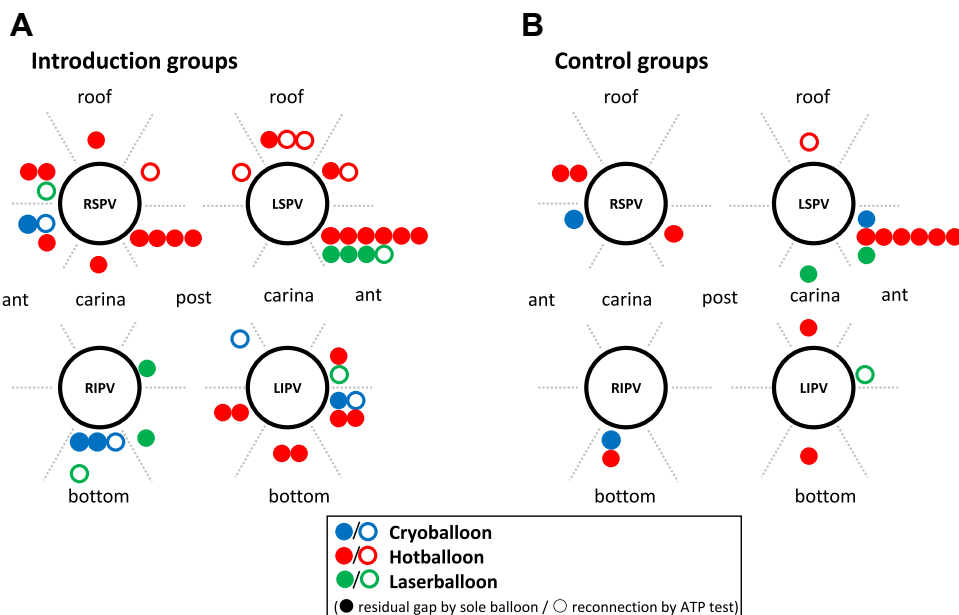 A
B
Introduction groups
Control groups
roof
roof
roof
roof
RSPV
LSPV
RSPV
LSPV
ant
carina
post
carina
ant
ant
carina
post
carina
ant
RIPV
LIPV
RIPV
LIPV
bottom
bottom
bottom
bottom
/ Cryoballoon
/ Hotballoon
/ Laserballoon
(● residual gap by sole balloon / ○ reconnection by ATP test)